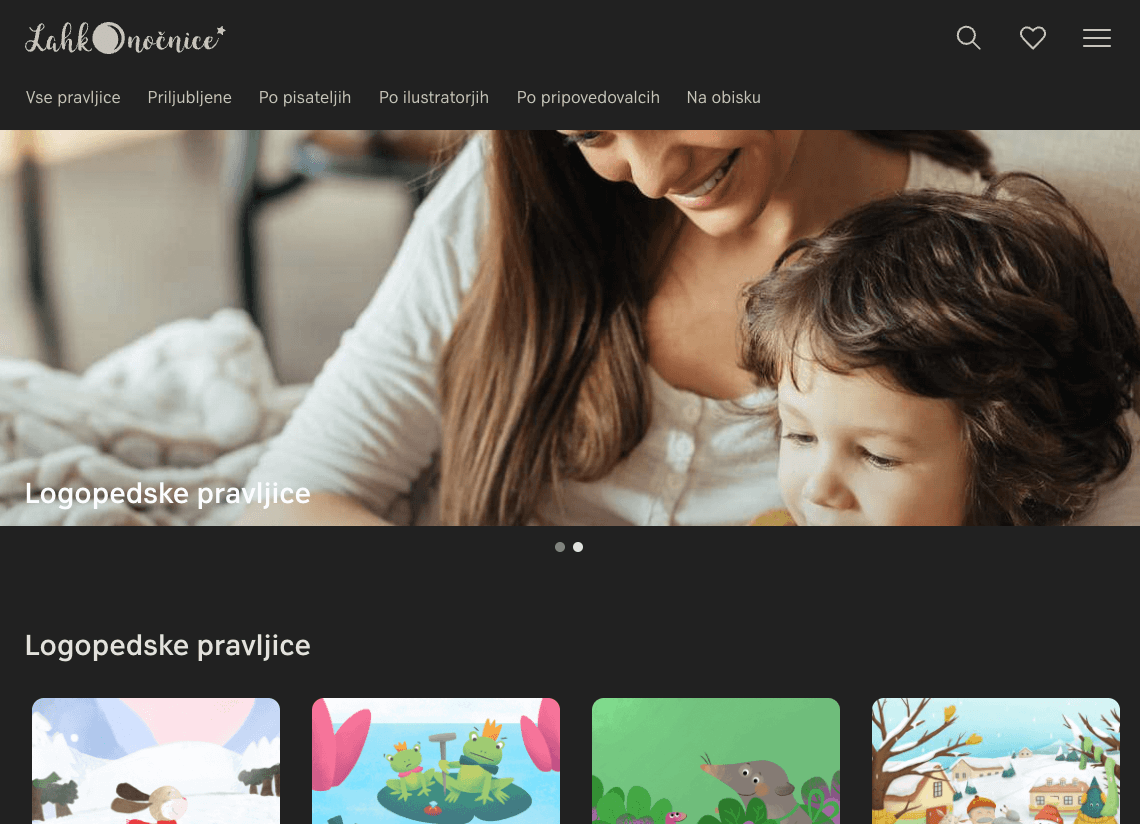 Lahkonočnice
Vse pravljice Priljubljene Po pisateljih Po ilustratorjih Po pripovedovalcih Na obisku
Logopedske pravljice
Logopedske pravljice